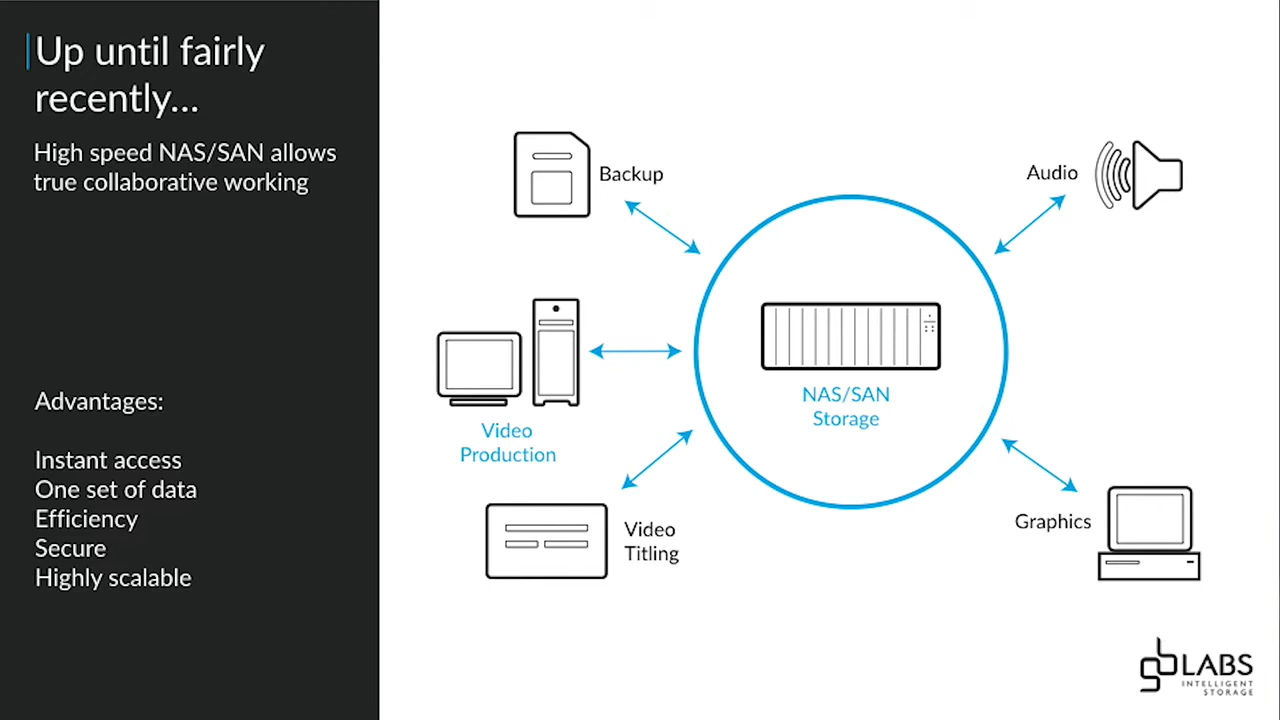 Up until fairly
recently...
High speed NAS/SAN allows
true collaborative working
Advantages:
Instant access
One set of data
Efficiency
Secure
Highly scalable
Backup
Audio
NAS/SAN
Storage
Video
Production
Video
Titling
Graphics
gb LABS
INTELLIGENT
STORAGE